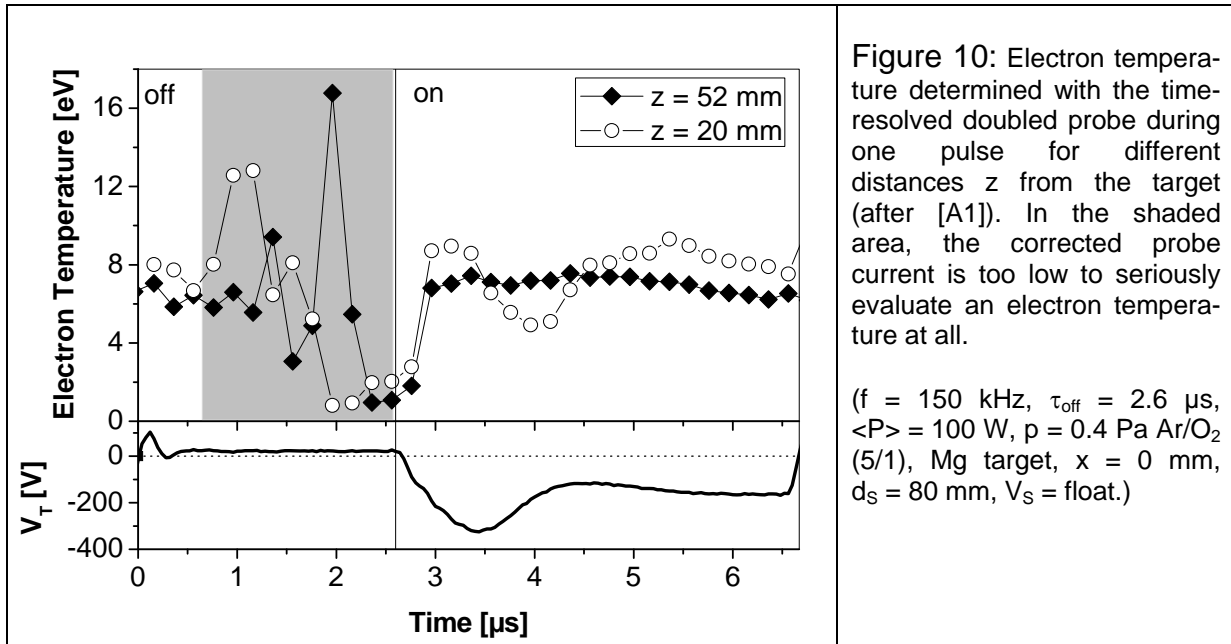 off
on
z = 52 mm
z = 20 mm
Electron Temperature [eV]
16
12
8
4
0
V_T [V]
0
-200
-400
0
1
2
3
4
5
6
Time [µs]
Figure 10: Electron tempera-
ture determined with the time-
resolved doubled probe during
one pulse for different
distances z from the target
(after [A1]). In the shaded
area, the corrected probe
current is too low to seriously
evaluate an electron tempera-
ture at all.
(f = 150 kHz, τoff = 2.6 µs,
<P> = 100 W, p = 0.4 Pa Ar/O2
(5/1), Mg target, x = 0 mm,
dS = 80 mm, VS = float.)